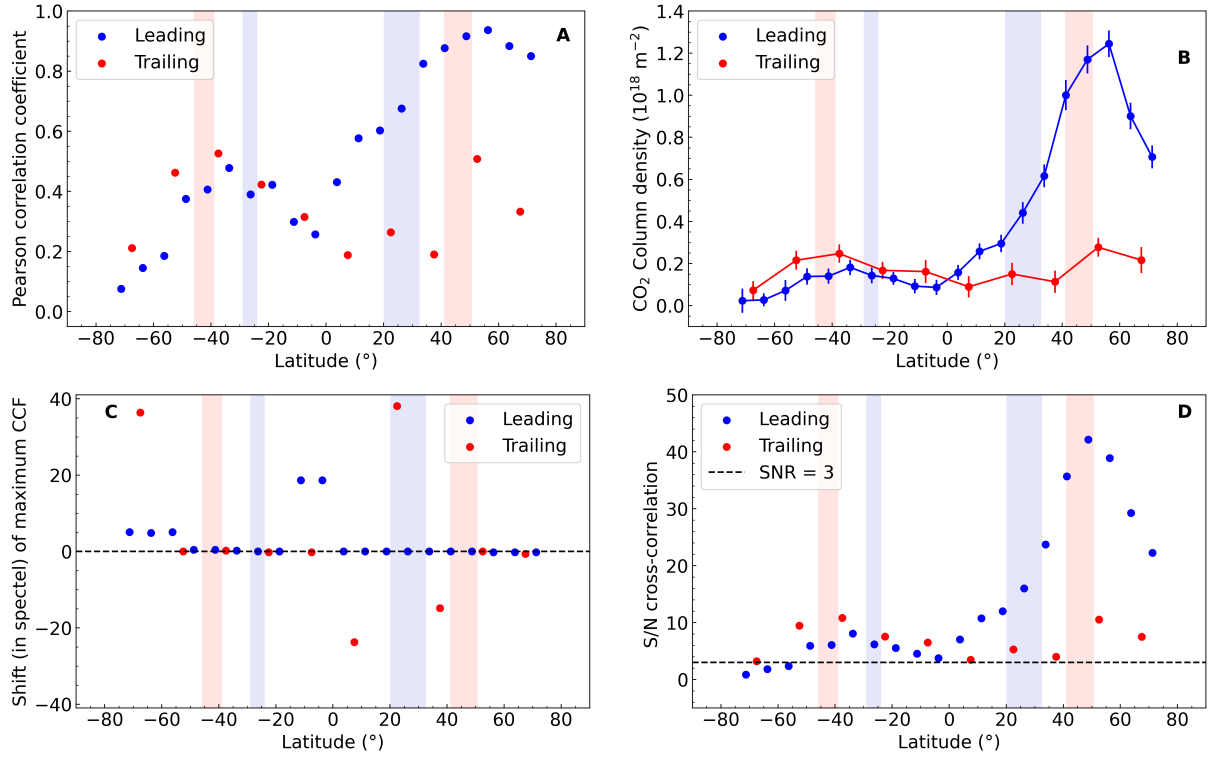 A
Leading
Trailing
Pearson correlation coefficient
1.0
0.8
0.6
0.4
0.2
0.0
−80 −60 −40 −20 0 20 40 60 80
Latitude (°)
B
Leading
Trailing
CO₂ Column density (10¹⁸ m⁻²)
1.4
1.2
1.0
0.8
0.6
0.4
0.2
0.0
−80 −60 −40 −20 0 20 40 60 80
Latitude (°)
C
Leading
Trailing
Shift (in spectel) of maximum CCF
40
20
0
−20
−40
−80 −60 −40 −20 0 20 40 60 80
Latitude (°)
D
Leading
Trailing
SNR = 3
S/N cross-correlation
50
40
30
20
10
0
−80 −60 −40 −20 0 20 40 60 80
Latitude (°)